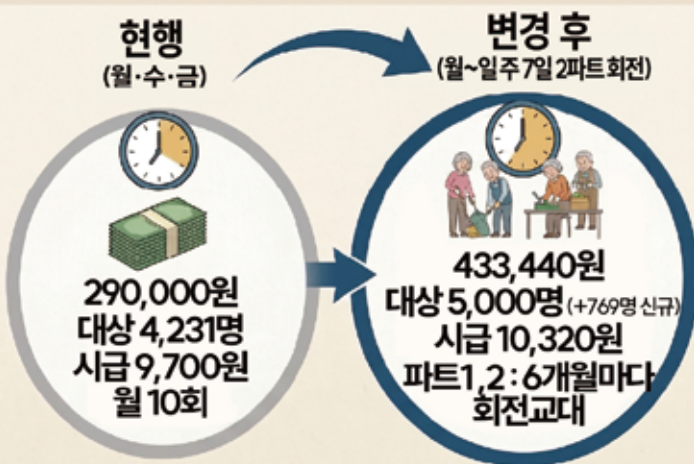 현행
(월·수·금)
290,000원
대상 4,231명
시급 9,700원
월 10회
변경 후
(월~일 주 7일 2파트 회전)
433,440원
대상 5,000명 (+769명 신규)
시급 10,320원
파트1, 2 : 6개월마다
회전교대